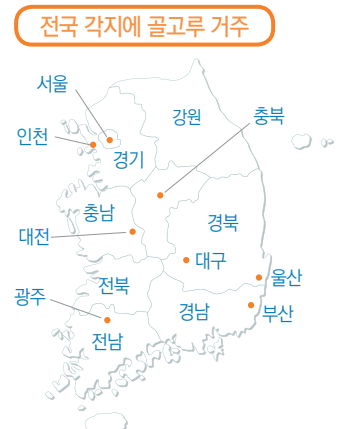 전국 각지에 골고루 거주
서울
강원
충북
인천
경기
충남
경북
대전
대구
울산
전북
광주
경남
부산
전남